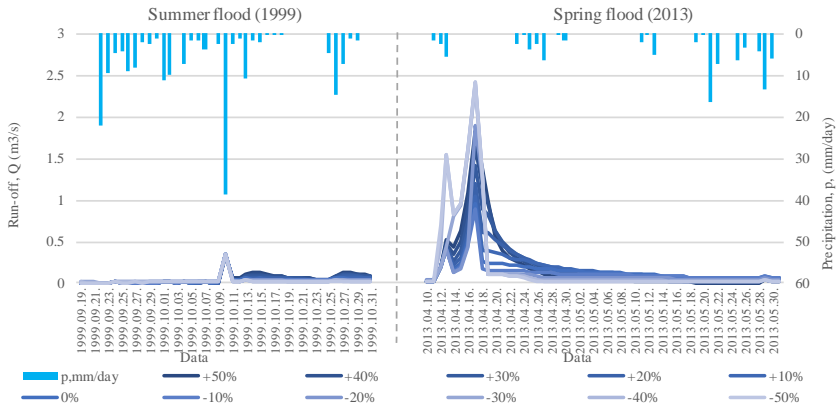 Summer flood (1999) Spring flood (2013)
3 0
2.5 10
2 20
1.5 30
1 40
0.5 50
0 60
Run-off, Q (m3/s)
Precipitation, p, (mm/day)
1999.09.19. 1999.09.21. 1999.09.23. 1999.09.25. 1999.09.27. 1999.09.29. 1999.10.01. 1999.10.03. 1999.10.05. 1999.10.07. 1999.10.09. 1999.10.11. 1999.10.13. 1999.10.15. 1999.10.17. 1999.10.19. 1999.10.21. 1999.10.23. 1999.10.25. 1999.10.27. 1999.10.29. 1999.10.31.
2013.04.10. 2013.04.12. 2013.04.14. 2013.04.16. 2013.04.18. 2013.04.20. 2013.04.22. 2013.04.24. 2013.04.26. 2013.04.28. 2013.04.30. 2013.05.02. 2013.05.04. 2013.05.06. 2013.05.08. 2013.05.10. 2013.05.12. 2013.05.14. 2013.05.16. 2013.05.18. 2013.05.20. 2013.05.22. 2013.05.24. 2013.05.26. 2013.05.28. 2013.05.30.
Data Data
p,mm/day +50% +40% +30% +20% +10%
0% -10% -20% -30% -40% -50%